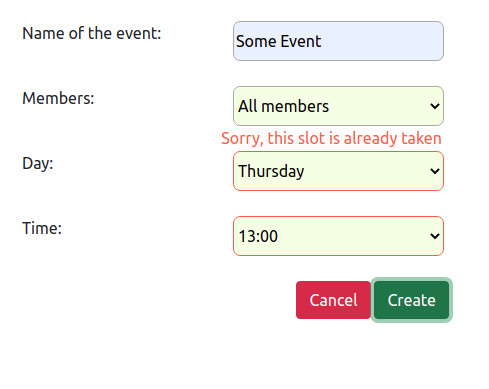 Name of the event: Some Event
Members: All members
Sorry, this slot is already taken
Day: Thursday
Time: 13:00
Cancel Create